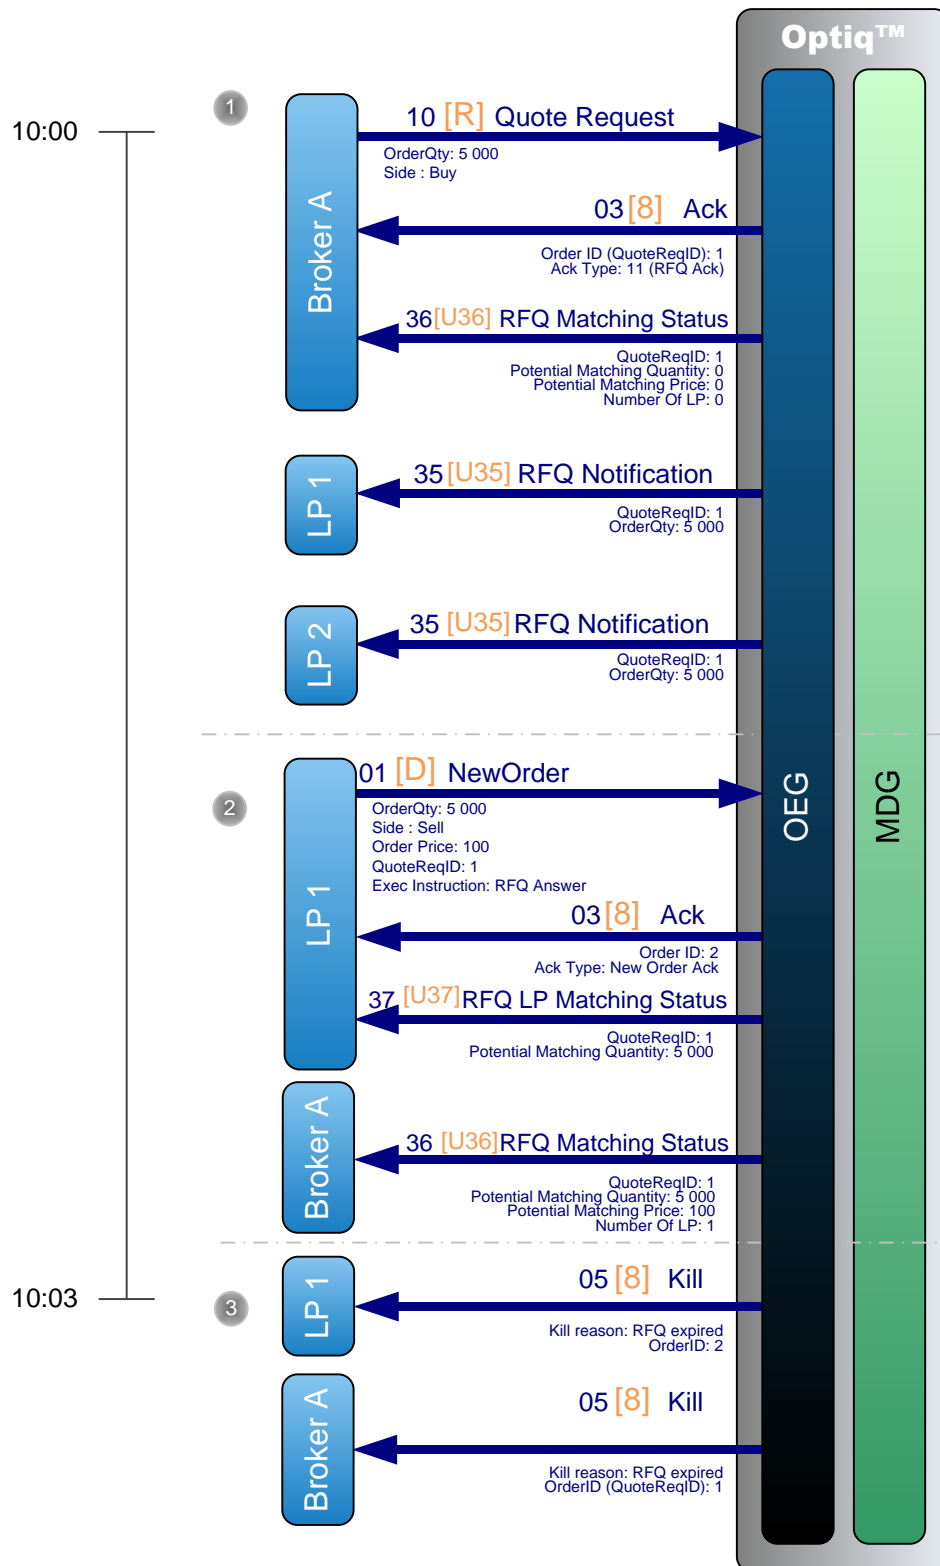 Optiq™
1
10:00
Broker A
10 [R] Quote Request
OrderQty: 5 000
Side : Buy
03 [8] Ack
Order ID (QuoteReqID): 1
Ack Type: 11 (RFQ Ack)
36 [U36] RFQ Matching Status
QuoteReqID: 1
Potential Matching Quantity: 0
Potential Matching Price: 0
Number Of LP: 0
LP 1
35 [U35] RFQ Notification
QuoteReqID: 1
OrderQty: 5 000
LP 2
35 [U35] RFQ Notification
QuoteReqID: 1
OrderQty: 5 000
OEG
MDG
2
LP 1
01 [D] NewOrder
OrderQty: 5 000
Side : Sell
Order Price: 100
QuoteReqID: 1
Exec Instruction: RFQ Answer
03 [8] Ack
Order ID: 2
Ack Type: New Order Ack
37 [U37] RFQ LP Matching Status
QuoteReqID: 1
Potential Matching Quantity: 5 000
Broker A
36 [U36] RFQ Matching Status
QuoteReqID: 1
Potential Matching Quantity: 5 000
Potential Matching Price: 100
Number Of LP: 1
10:03
3
LP 1
05 [8] Kill
Kill reason: RFQ expired
OrderID: 2
Broker A
05 [8] Kill
Kill reason: RFQ expired
OrderID (QuoteReqID): 1